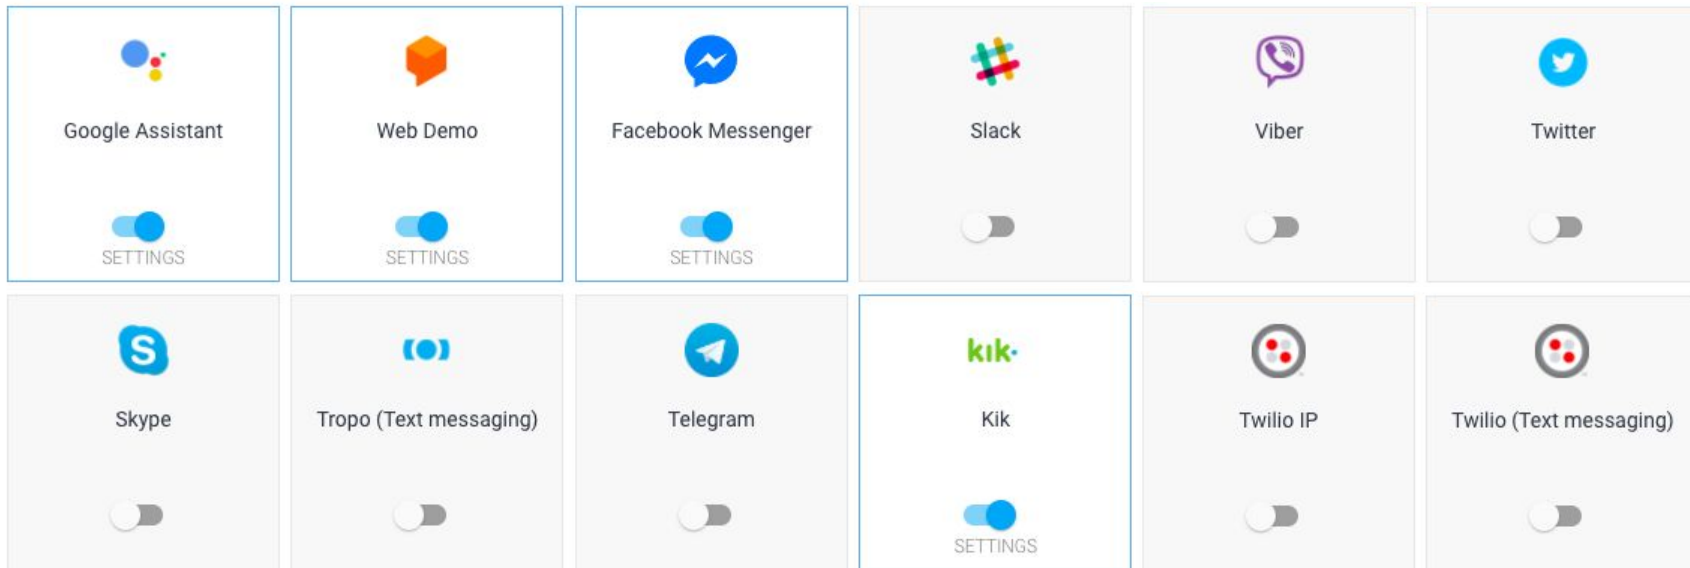 Google Assistant
Web Demo
Facebook Messenger
Slack
Viber
Twitter
SETTINGS
SETTINGS
SETTINGS
S
kik
Skype
Tropo (Text messaging)
Telegram
Kik
Twilio IP
Twilio (Text messaging)
SETTINGS